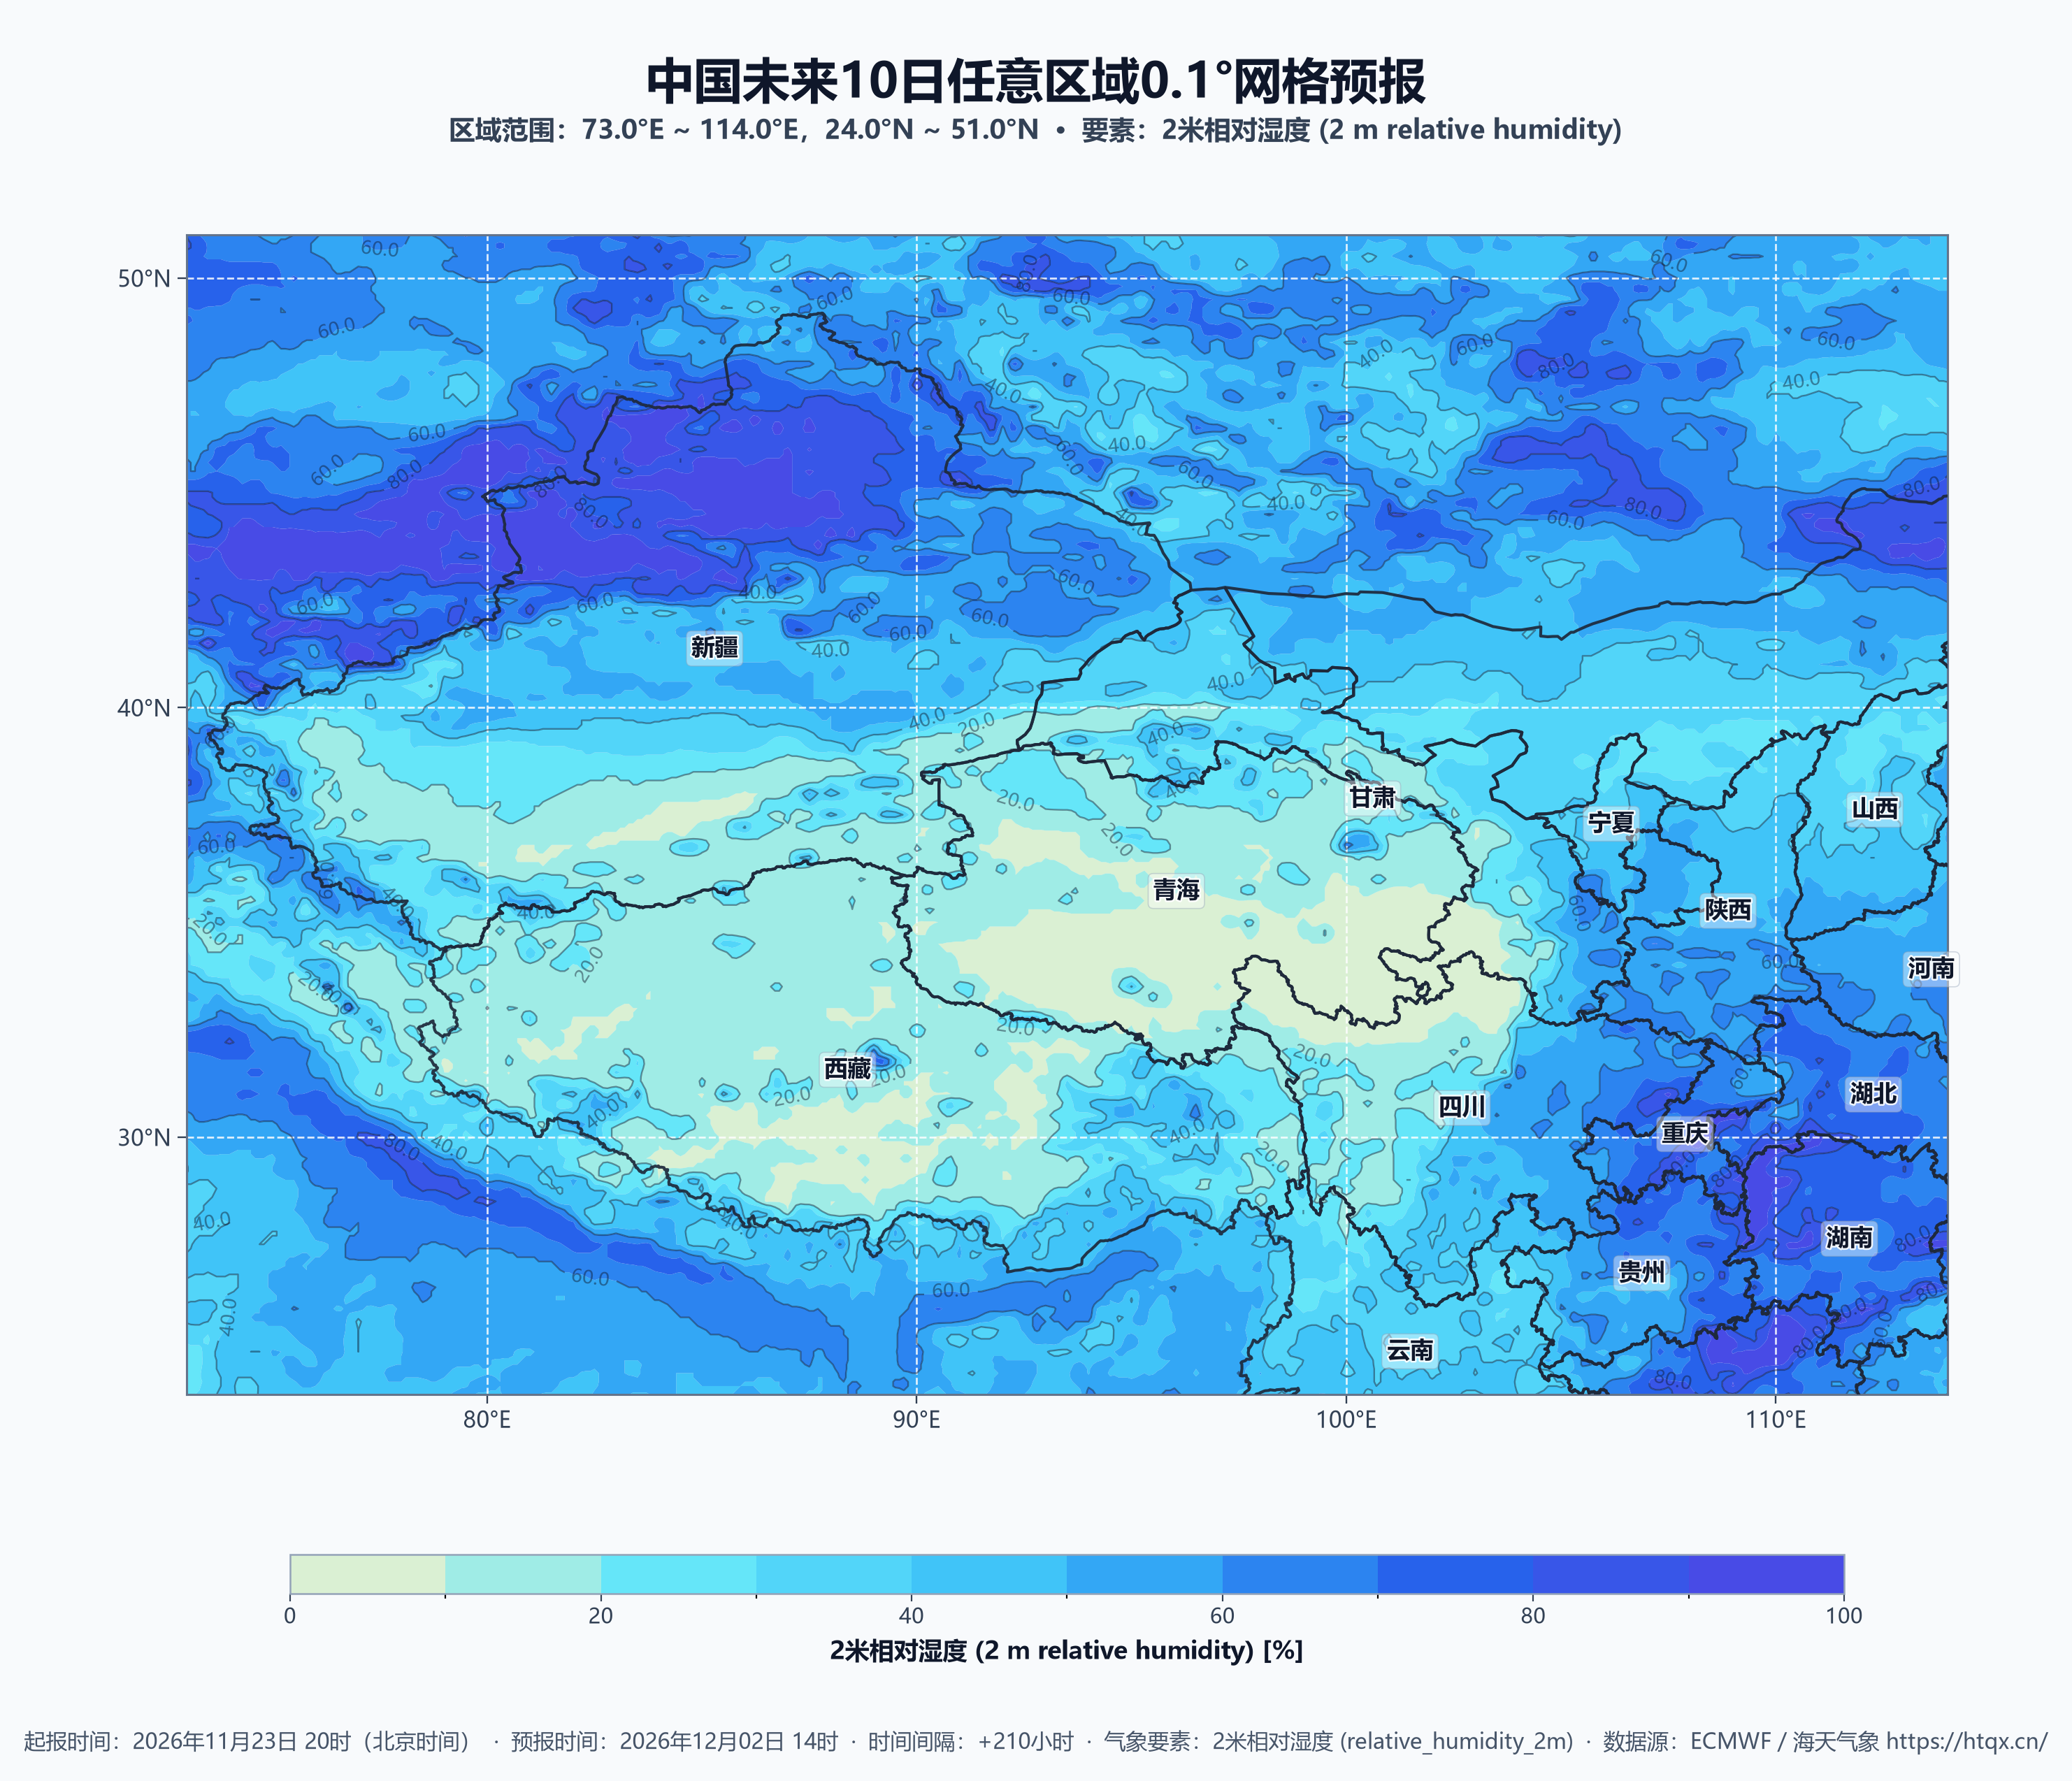 中国未来10日任意区域0.1°网格预报
区域范围：73.0°E ~ 114.0°E，24.0°N ~ 51.0°N • 要素：2米相对湿度 (2 m relative humidity)
50°N
40°N
30°N
80°E
90°E
100°E
110°E
新疆
甘肃
宁夏
山西
青海
陕西
河南
西藏
四川
湖北
重庆
湖南
贵州
云南
0
20
40
60
80
100
2米相对湿度 (2 m relative humidity) [%]
起报时间：2026年11月23日 20时（北京时间） · 预报时间：2026年12月02日 14时 · 时间间隔：+210小时 · 气象要素：2米相对湿度 (relative_humidity_2m) · 数据源：ECMWF / 海天气象 https://htqx.cn/